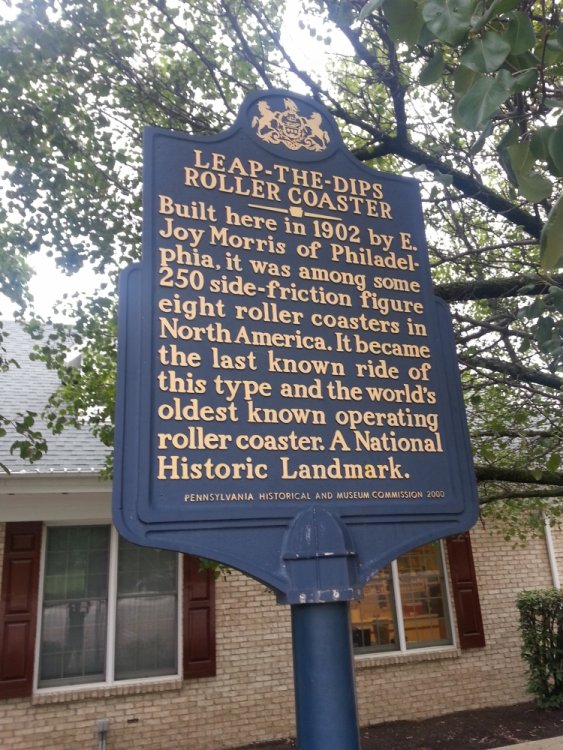 LEAP-THE-DIPS
ROLLER COASTER
Built here in 1902 by E.
Joy Morris of Philadel-
phia, it was among some
250 side-friction figure
eight roller coasters in
North America. It became
the last known ride of
this type and the world's
oldest known operating
roller coaster. A National
Historic Landmark.
PENNSYLVANIA HISTORICAL AND MUSEUM COMMISSION 2000